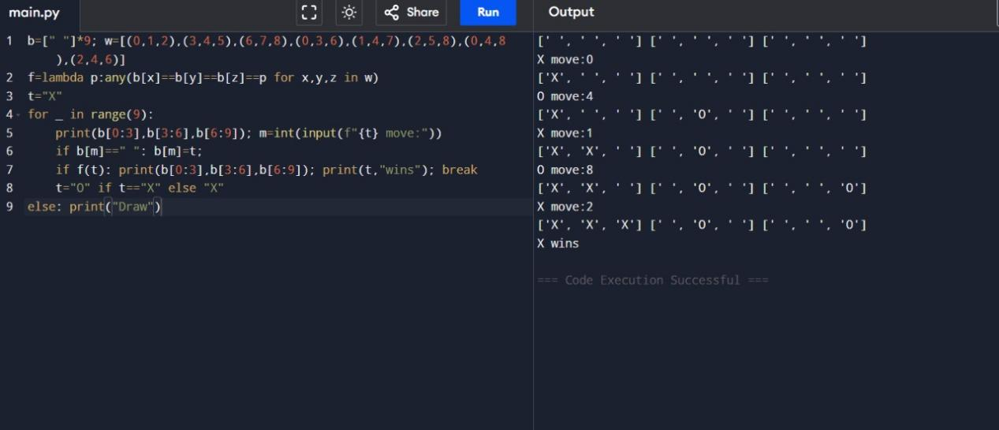 main.py
Share
Run
Output
1 b=[" "]*9; w=[(0,1,2),(3,4,5),(6,7,8),(0,3,6),(1,4,7),(2,5,8),(0,4,8
),(2,4,6)]
2 f=lambda p:any(b[x]==b[y]==b[z]==p for x,y,z in w)
3 t="X"
4 for _ in range(9):
5     print(b[0:3],b[3:6],b[6:9]); m=int(input(f"{t} move:"))
6     if b[m]==" ": b[m]=t;
7     if f(t): print(b[0:3],b[3:6],b[6:9]); print(t,"wins"); break
8     t="O" if t=="X" else "X"
9 else: print("Draw")
[' ', ' ', ' '] [' ', ' ', ' '] [' ', ' ', ' ']
X move:0
['X', ' ', ' '] [' ', ' ', ' '] [' ', ' ', ' ']
O move:4
['X', ' ', ' '] [' ', 'O', ' '] [' ', ' ', ' ']
X move:1
['X', 'X', ' '] [' ', 'O', ' '] [' ', ' ', ' ']
O move:8
['X', 'X', ' '] [' ', 'O', ' '] [' ', ' ', 'O']
X move:2
['X', 'X', 'X'] [' ', 'O', ' '] [' ', ' ', 'O']
X wins
=== Code Execution Successful ===